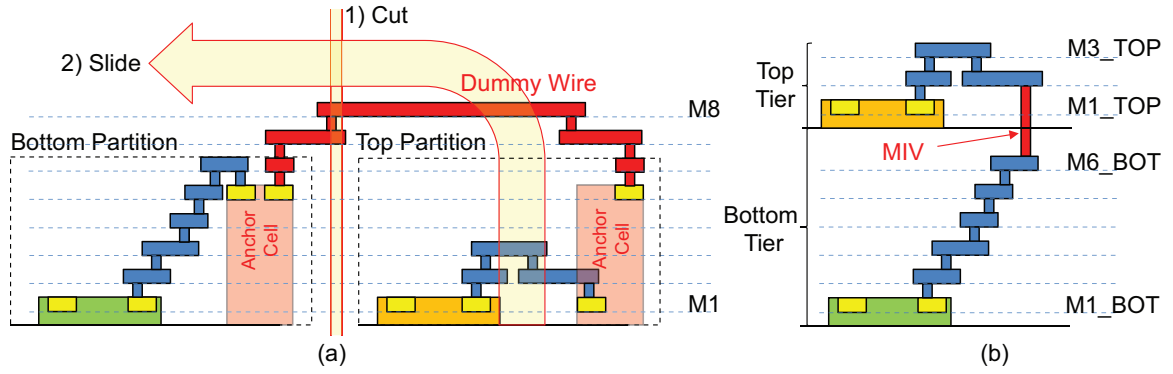 1) Cut
2) Slide
Dummy Wire
M8
Bottom Partition
Top Partition
Anchor
Cell
Anchor
Cell
M1
(a)
M3_TOP
Top
Tier
M1_TOP
MIV
M6_BOT
Bottom
Tier
M1_BOT
(b)